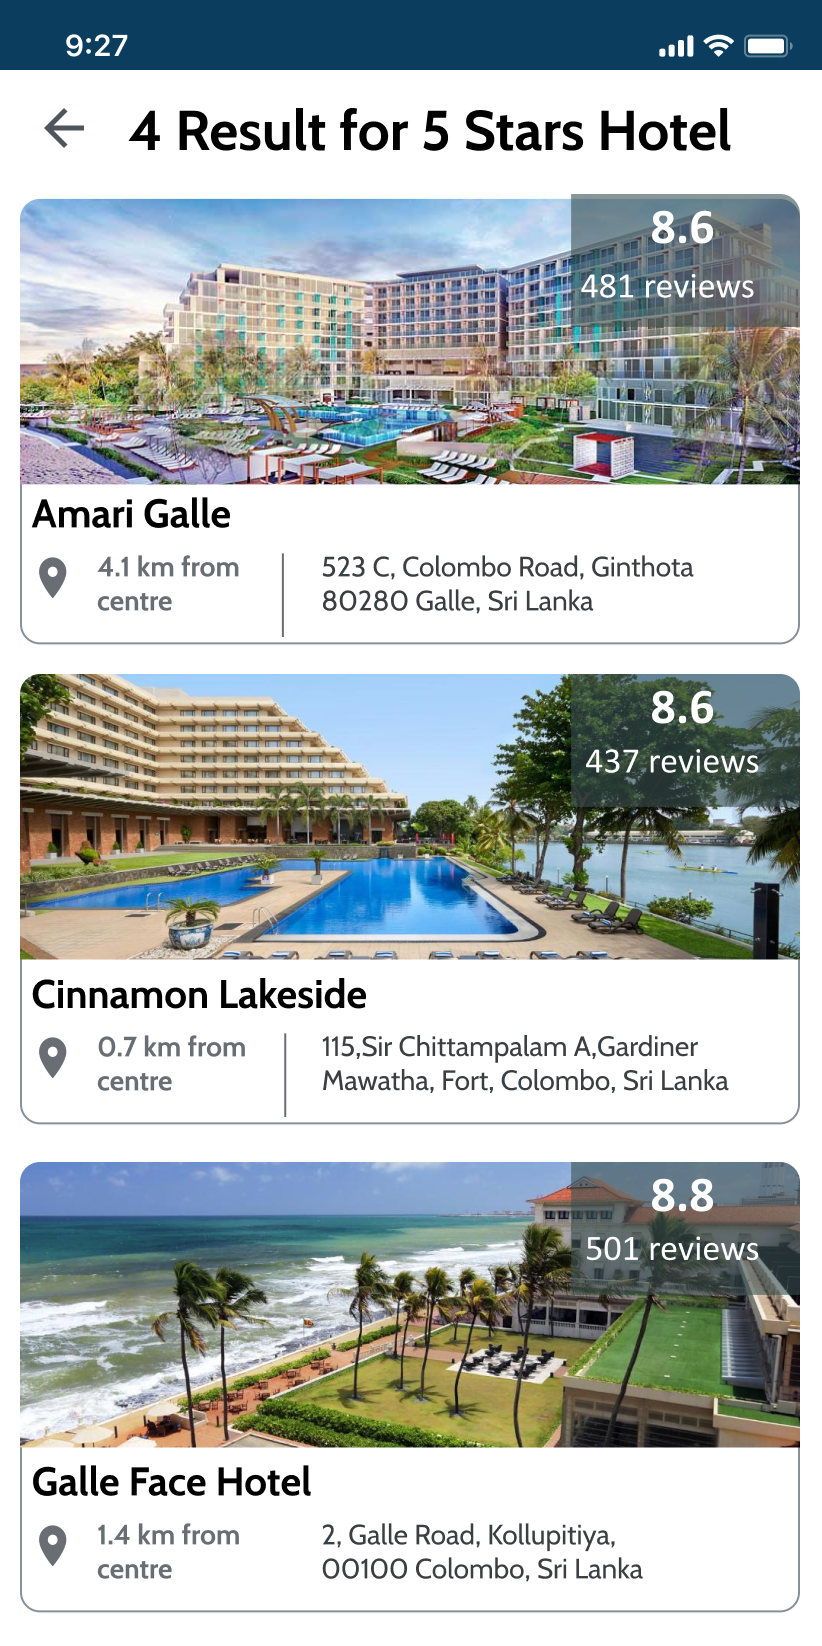 9:27
4 Result for 5 Stars Hotel
8.6
481 reviews
Amari Galle
4.1 km from
centre
523 C, Colombo Road, Ginthota
80280 Galle, Sri Lanka
8.6
437 reviews
Cinnamon Lakeside
0.7 km from
centre
115,Sir Chittampalam A,Gardiner
Mawatha, Fort, Colombo, Sri Lanka
8.8
501 reviews
Galle Face Hotel
1.4 km from
centre
2, Galle Road, Kollupitiya,
00100 Colombo, Sri Lanka